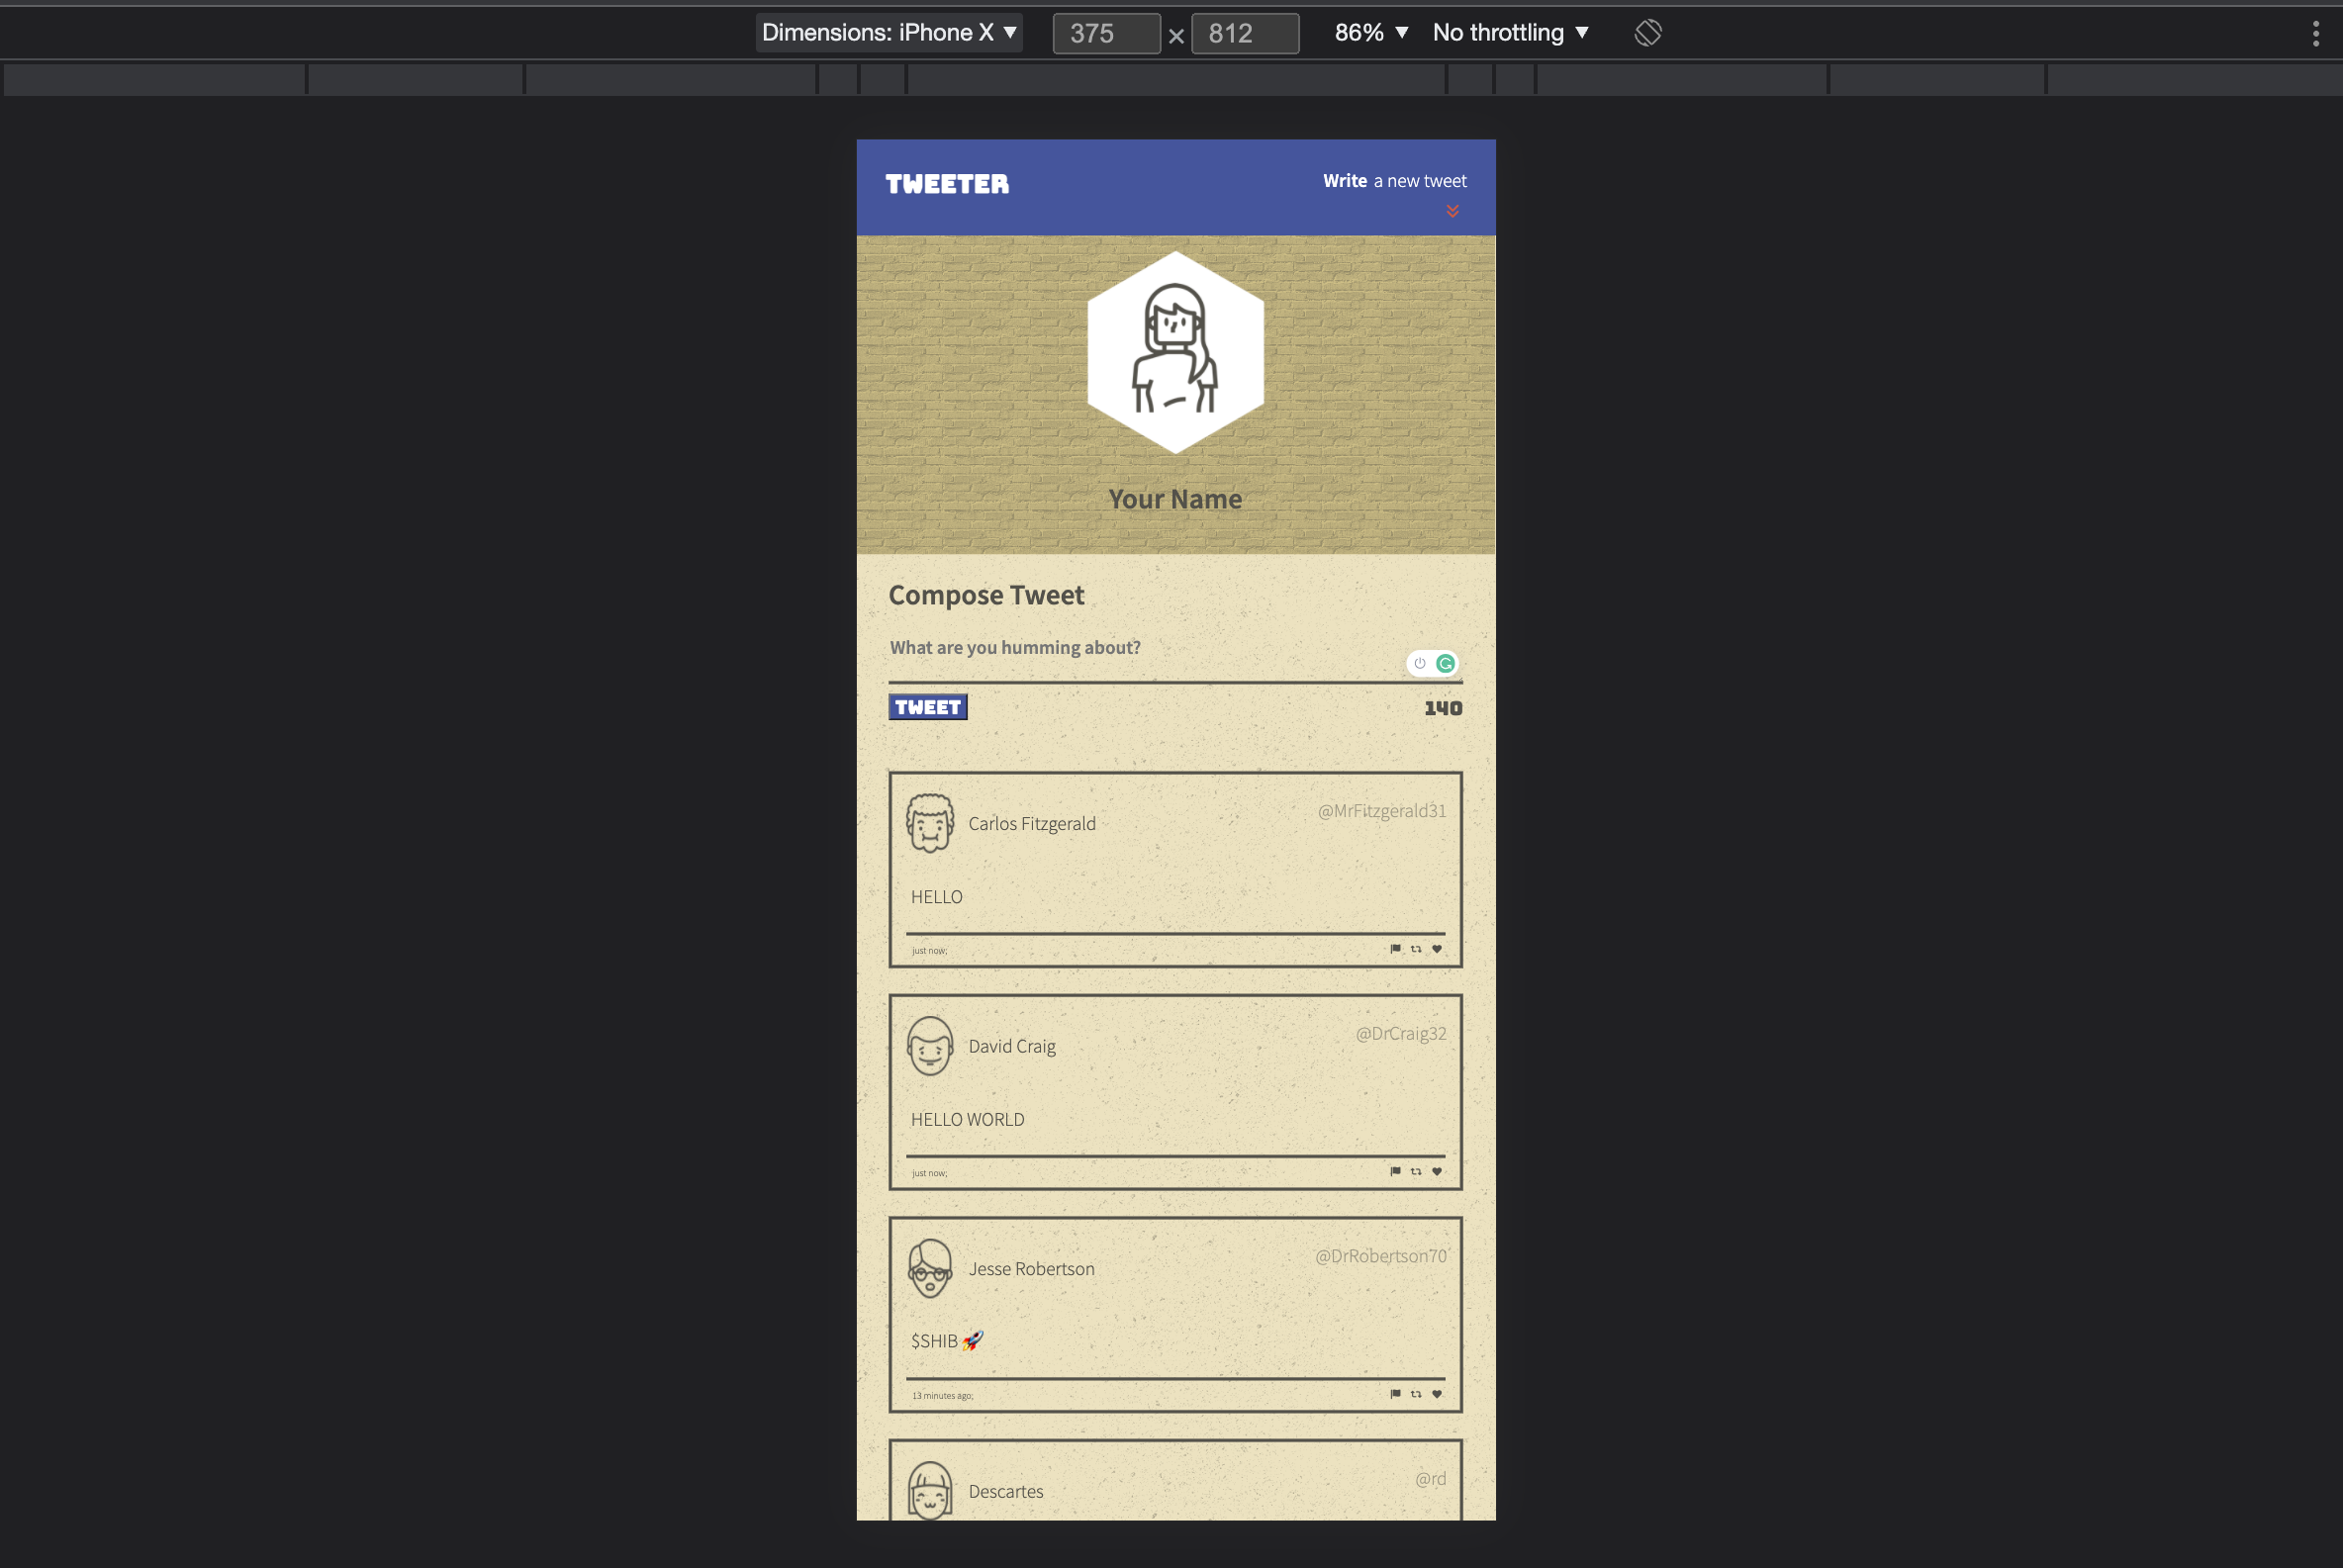 Dimensions: iPhone X ▼ 375 × 812 86% ▼ No throttling ▼
TWEETER
Write a new tweet
Your Name
Compose Tweet
What are you humming about?
TWEET 140
Carlos Fitzgerald @MrFitzgerald31
HELLO
just now;
David Craig @DrCraig32
HELLO WORLD
just now;
Jesse Robertson @DrRobertson70
$SHIB 🚀
13 minutes ago;
Descartes @rd